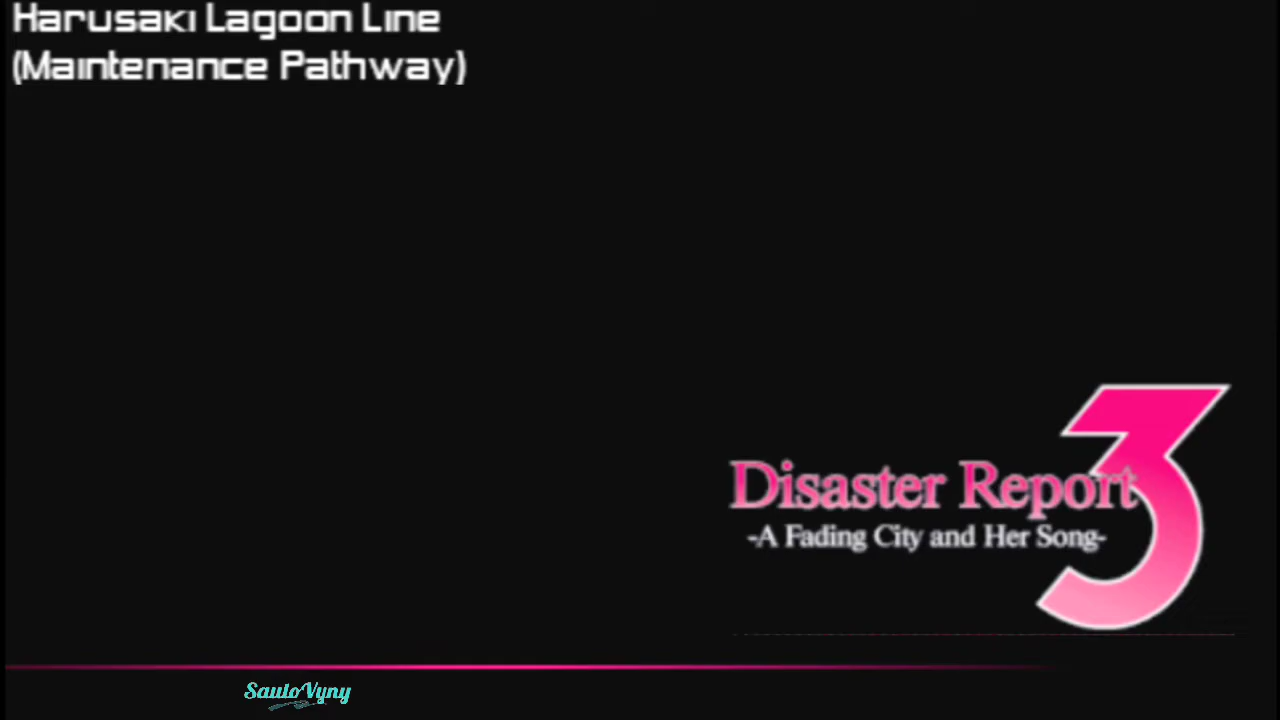 Harusaki Lagoon Line
(Maintenance Pathway)
Disaster Report 3
-A Fading City and Her Song-
SauloVyny